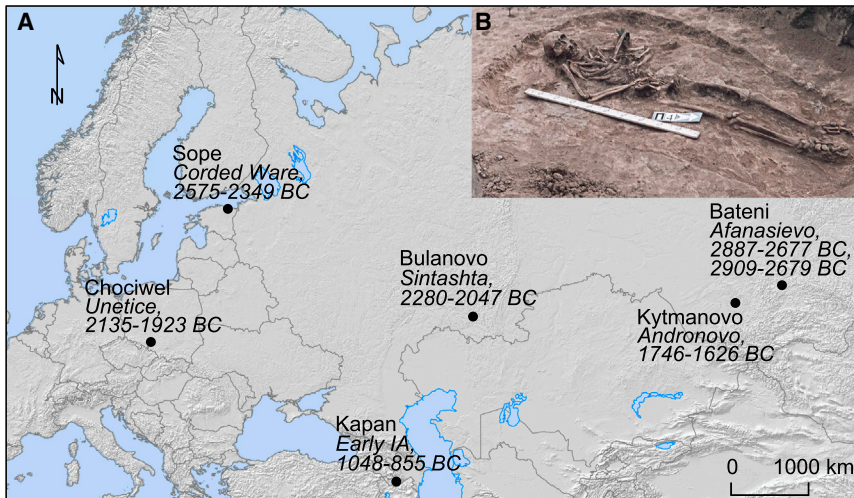 A
B
N
Sope
Corded Ware,
2575-2349 BC
Bateni
Afanasievo,
2887-2677 BC,
2909-2679 BC
Bulanovo
Sintashta,
2280-2047 BC
Chociwel
Unetice,
2135-1923 BC
Kytmanovo
Andronovo,
1746-1626 BC
Kapan
Early IA,
1048-855 BC
0 1000 km